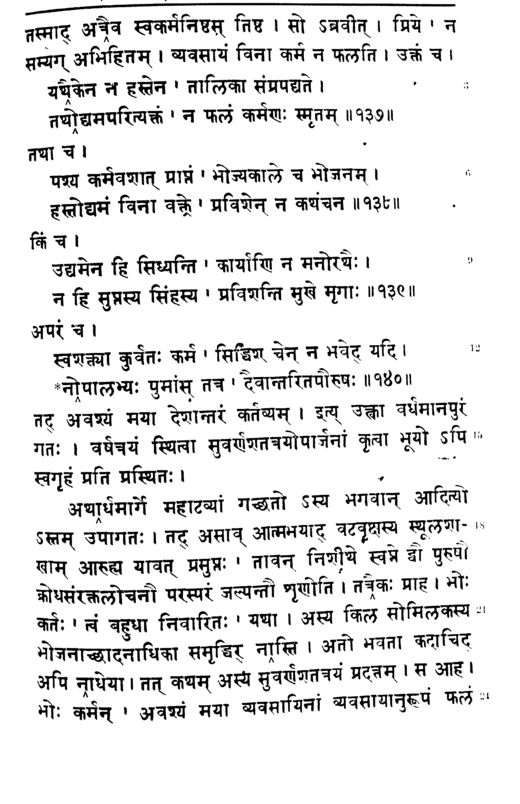 तस्माद् अत्रैव स्वकर्मनिष्ठस् तिष्ठ । सो ऽब्रवीत् । प्रिये ' न
सम्यग् अभिहितम् । व्यवसायं विना कर्म न फलति । उक्तं च ।
यथैकेन न हस्तेन ' तालिका संप्रपद्यते । 3
तथोद्यमपरित्यक्तं ' न फलं कर्मणः स्मृतम् ॥१३७॥
तथा च ।
पश्य कर्मवशात् प्राप्तं ' भोज्यकाले च भोजनम् । 6
हस्तोद्यमं विना वक्त्रे ' प्रविशेन् न कथंचन ॥१३८॥
किं च ।
उद्यमेन हि सिध्यन्ति ' कार्याणि न मनोरथैः । 9
न हि सुप्तस्य सिंहस्य ' प्रविशन्ति मुखे मृगाः ॥१३९॥
अपरं च ।
स्वशक्त्या कुर्वतः कर्म ' सिद्धिश् चेन् न भवेद् यदि । 12
*नोपालभ्यः पुमांस् तत्र ' दैवान्तरितपौरुषः ॥१४०॥
तद् अवश्यं मया देशान्तरं कर्तव्यम् । इत्य् उक्त्वा वर्धमानपुरं
गतः । वर्षत्रयं स्थित्वा सुवर्णशतत्रयोपार्जनां कृत्वा भूयो ऽपि 15
स्वगृहं प्रति प्रस्थितः ।
अथार्धमार्गे महाटव्यां गच्छतो ऽस्य भगवान् आदित्यो
ऽस्तम् उपागतः । तद् असाव् आत्मभयाद् वटवृक्षस्य स्थूलशा- 18
खाम् आरुह्य यावत् प्रसुप्तः ' तावन् निशीथे स्वप्ने द्वौ पुरुषौ
क्रोधसंरक्तलोचनौ परस्परं जल्पन्तौ शृणोति । तत्रैकः प्राह । भोः
कर्तः ' त्वं बहुधा निवारितः ' यथा । अस्य किल सोमिलकस्य 21
भोजनाच्छादनाधिका समृद्धिर् नास्ति । अतो भवता कदाचिद्
अपि नाधेया । तत् कथम् अस्य सुवर्णशतत्रयं प्रदत्तम् । स आह ।
भोः कर्मन् ' अवश्यं मया व्यवसायिनां व्यवसायानुरूपं फलं 24